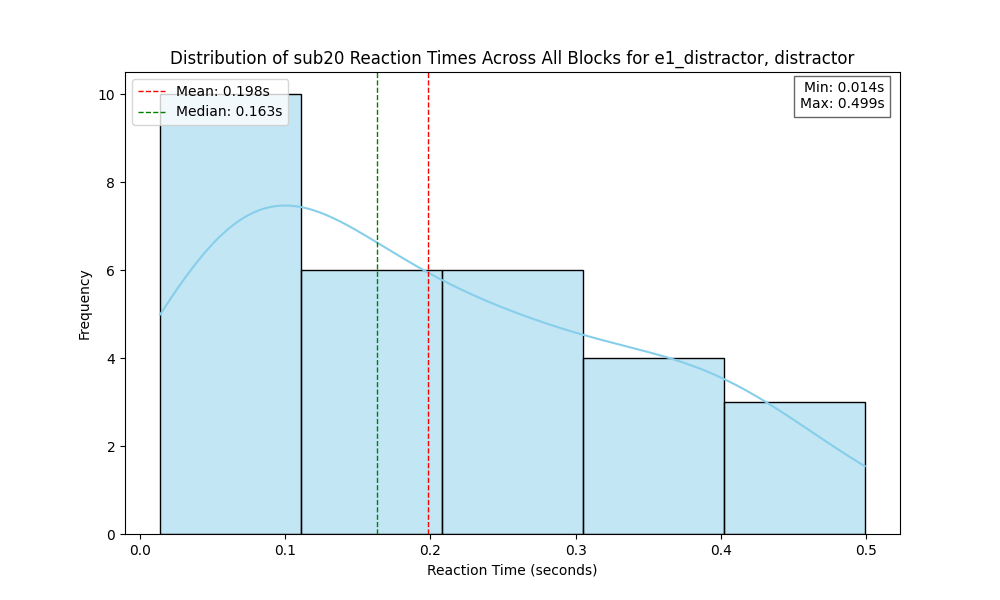 Distribution of sub20 Reaction Times Across All Blocks for e1_distractor, distractor
Mean: 0.198s
Median: 0.163s
Min: 0.014s
Max: 0.499s
10
8
6
4
2
0
Frequency
0.0 0.1 0.2 0.3 0.4 0.5
Reaction Time (seconds)